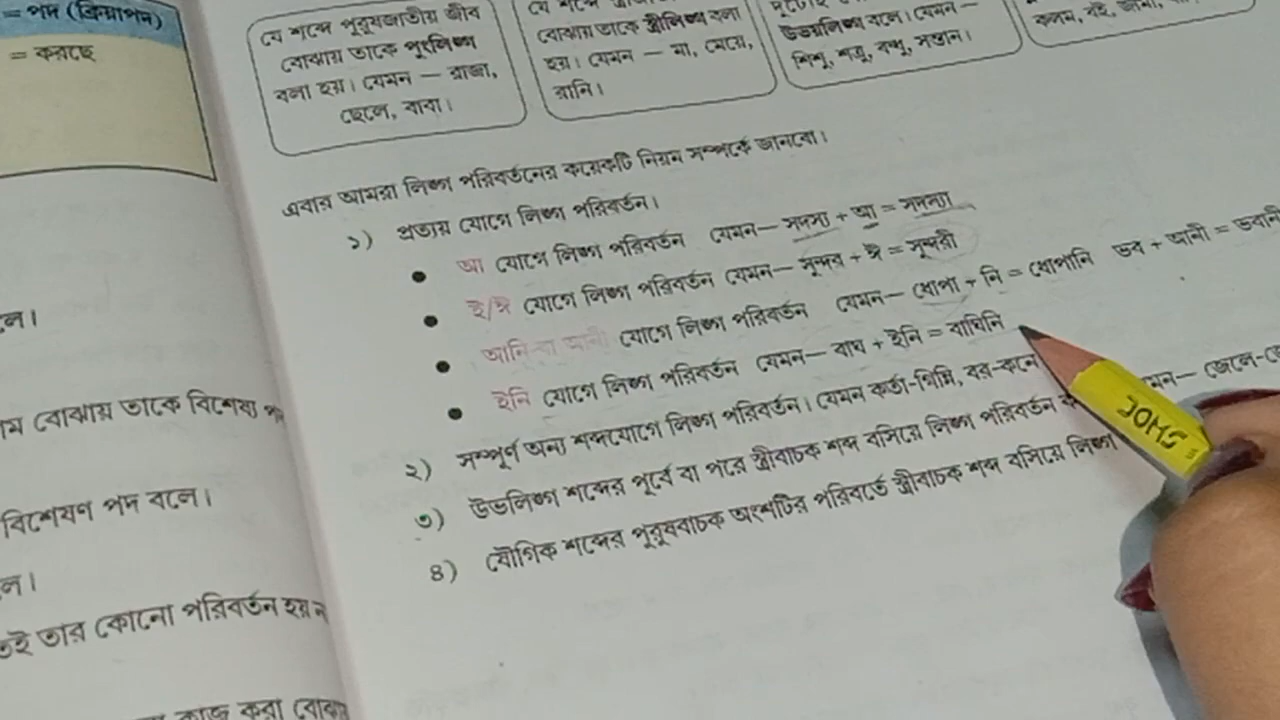 = পদ (ক্রিয়াপদ)
= করছে
যে শব্দে পুরুষজাতীয় জীব
বোঝায় তাকে পুংলিঙ্গ
বলা হয়। যেমন — রাজা,
ছেলে, বাবা।
বোঝায় তাকে স্ত্রীলিঙ্গ বলা
হয়। যেমন — মা, মেয়ে,
রানি।
উভয়লিঙ্গ বলে। যেমন —
শিশু, শত্রু, বন্ধু, সন্তান।
কলম, বই, জামা,
এবার আমরা লিঙ্গ পরিবর্তনের কয়েকটি নিয়ম সম্পর্কে জানবো।
১) প্রত্যয় যোগে লিঙ্গ পরিবর্তন।
আ যোগে লিঙ্গ পরিবর্তন যেমন— সদস্য + আ = সদস্যা
ই/ঈ যোগে লিঙ্গ পরিবর্তন যেমন— সুন্দর + ঈ = সুন্দরী
আনি বা আনী যোগে লিঙ্গ পরিবর্তন যেমন— ধোপা + নি = ধোপানি ভব + আনী = ভবানী
ইনি যোগে লিঙ্গ পরিবর্তন যেমন— বাঘ + ইনি = বাঘিনি
২) সম্পূর্ণ অন্য শব্দযোগে লিঙ্গ পরিবর্তন। যেমন কর্তা-গিন্নি, বর-কনে
৩) উভলিঙ্গ শব্দের পূর্বে বা পরে স্ত্রীবাচক শব্দ বসিয়ে লিঙ্গ পরিবর্তন জেলে-
৪) যৌগিক শব্দের পুরুষবাচক অংশটির পরিবর্তে স্ত্রীবাচক শব্দ বসিয়ে লিঙ্গ
বোঝায় তাকে বিশেষ্য
বিশেষণ পদ বলে।
তার কোনো পরিবর্তন হয় না
কাজ করা বোঝায়
JOMS